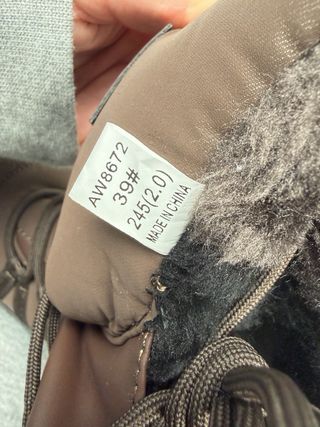 AW8672
39#
245(2.0)
MADE IN CHINA